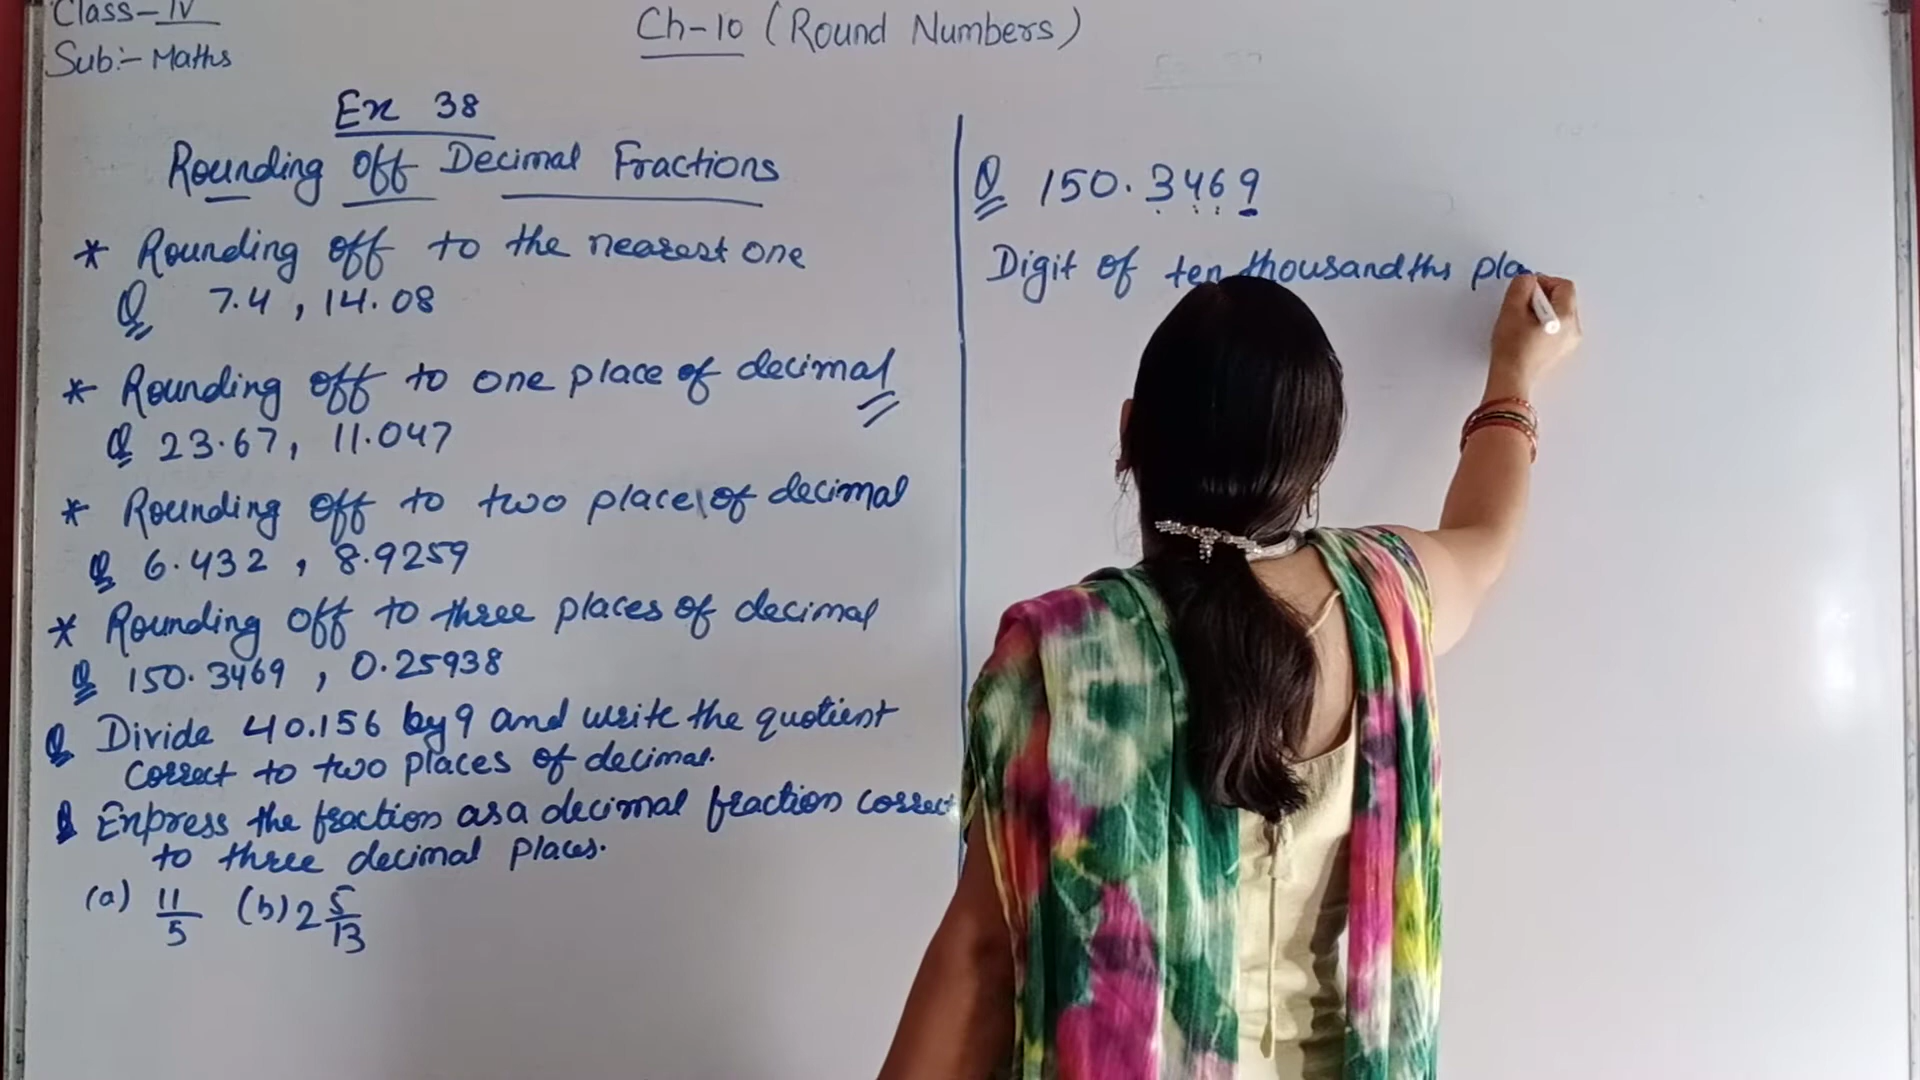 Class - IV
Sub:- Maths
Ch-10 (Round Numbers)
Ex 38
Rounding off Decimal Fractions
* Rounding off to the nearest one
Q 7.4, 14.08
* Rounding off to one place of decimal
Q 23.67, 11.047
* Rounding off to two place of decimal
Q 6.432, 8.9259
* Rounding off to three places of decimal
Q 150.3469, 0.25938
Q Divide 40.156 by 9 and write the quotient
correct to two places of decimal.
Q Express the fraction as a decimal fraction correct
to three decimal places.
(a) 11/5 (b) 2 5/13
Q 150.3469
Digit of ten thousandths pla